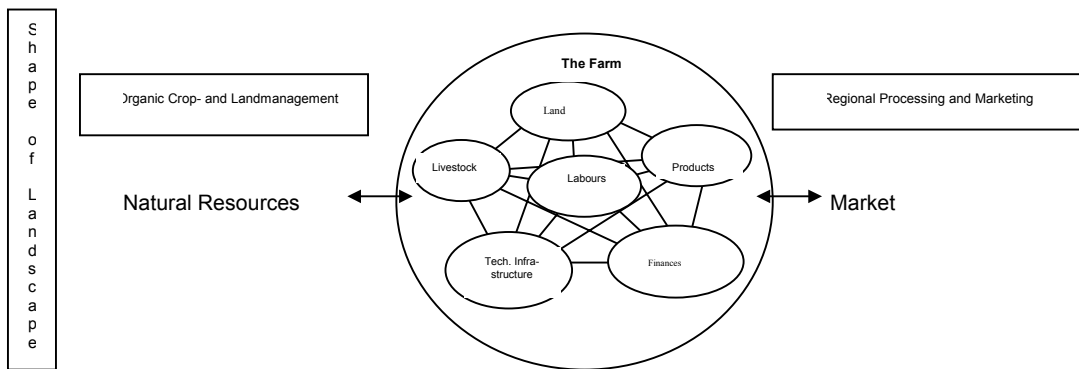 Shape of Landscape
The Farm
Organic Crop- and Landmanagement
Regional Processing and Marketing
Land
Livestock
Products
Labours
Natural Resources
Market
Tech. Infra-
structure
Finances